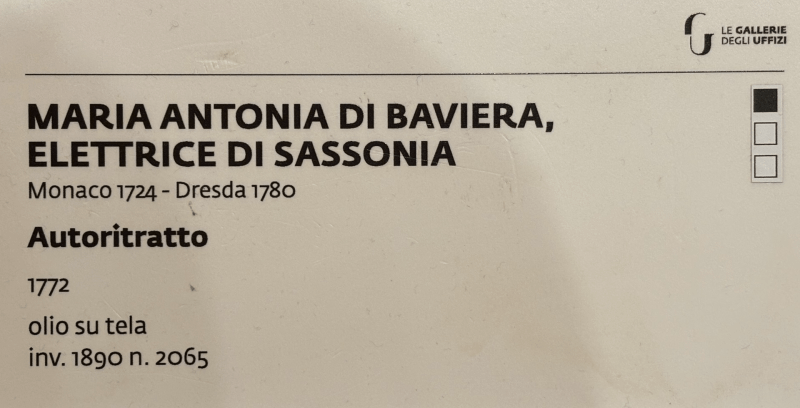 LE GALLERIE
DEGLI UFFIZI
MARIA ANTONIA DI BAVIERA,
ELETTRICE DI SASSONIA
Monaco 1724 - Dresda 1780
Autoritratto
1772
olio su tela
inv. 1890 n. 2065